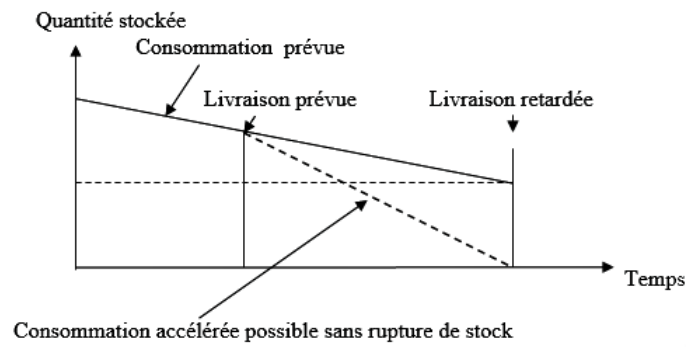 Quantité stockée
Consommation prévue
Livraison prévue
Livraison retardée
Temps
Consommation accélérée possible sans rupture de stock